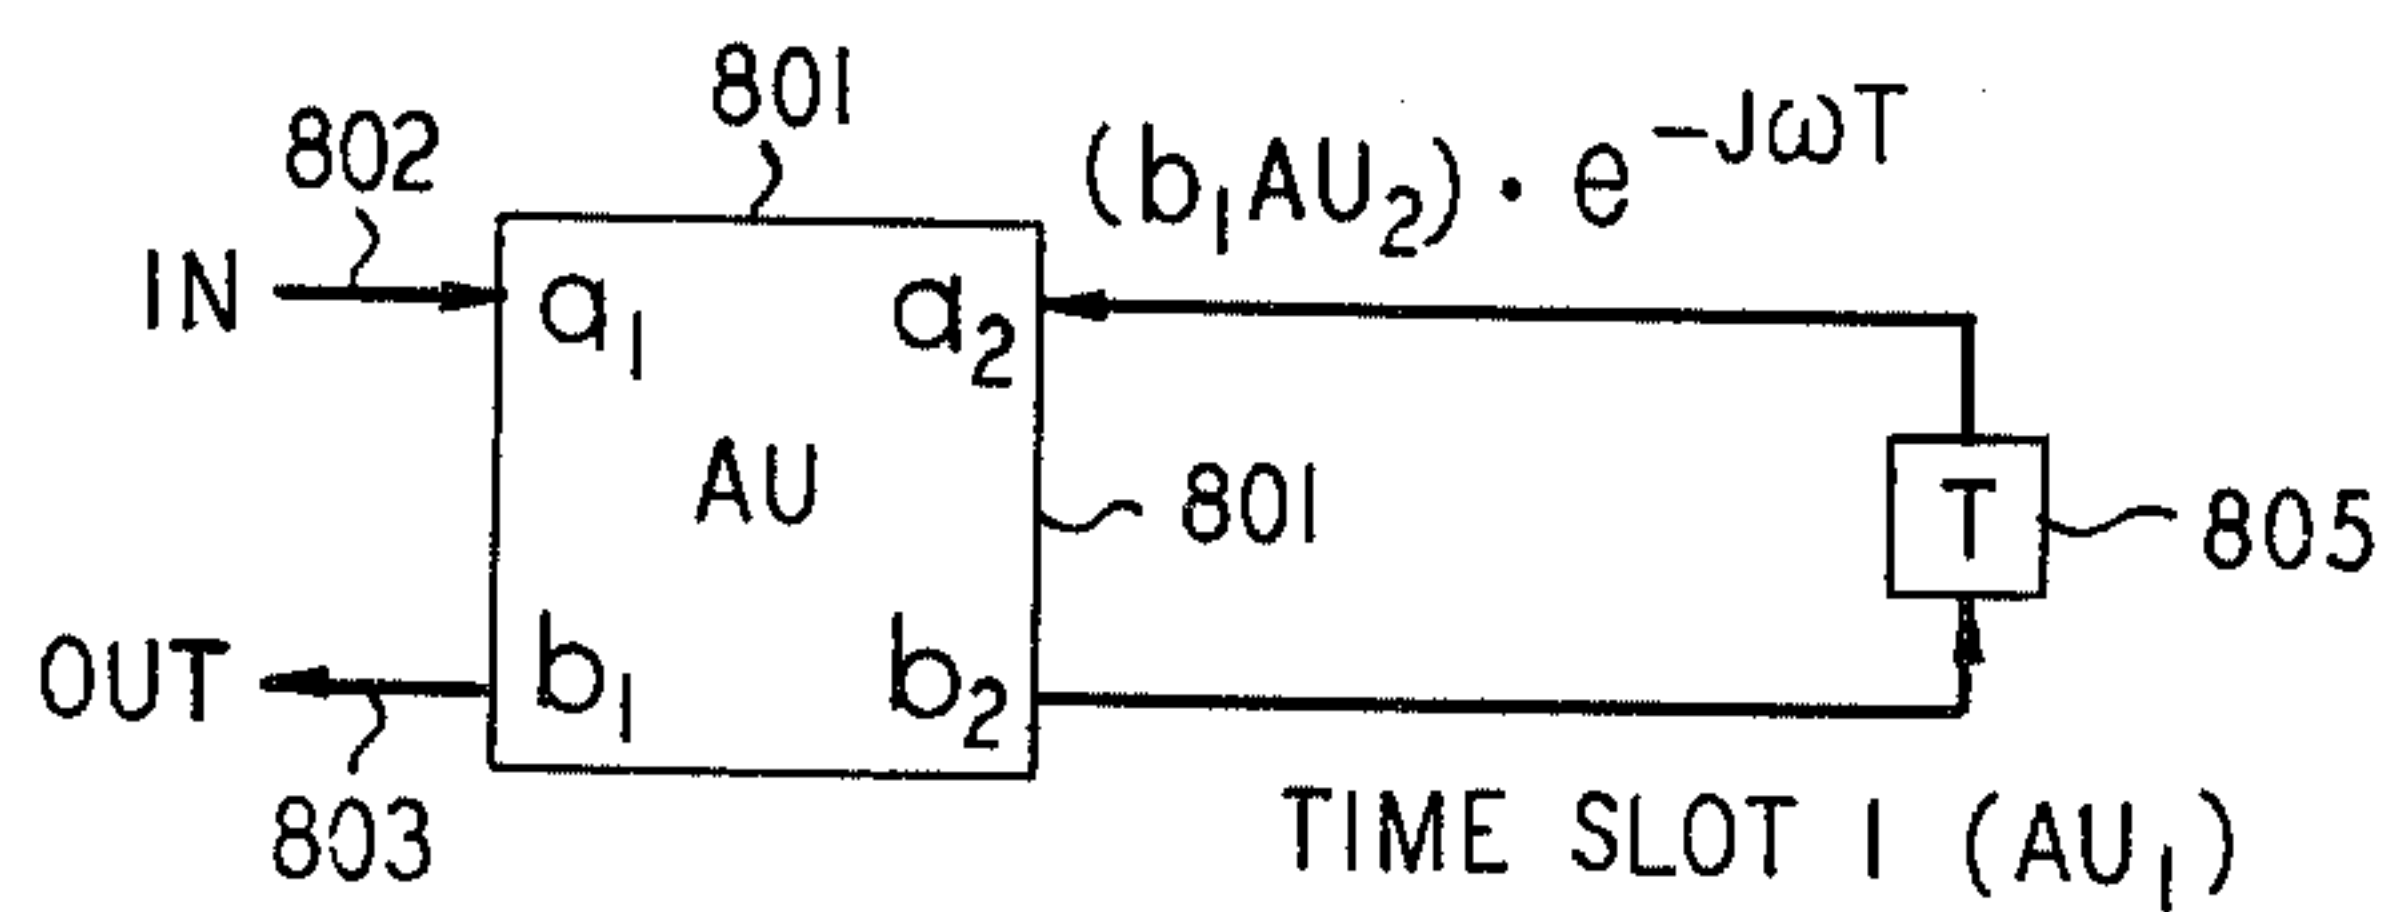 801
802
(b₁AU₂)·e^{-JωT}
IN
a₁
a₂
AU
801
T
805
OUT
b₁
b₂
803
TIME SLOT 1 (AU₁)